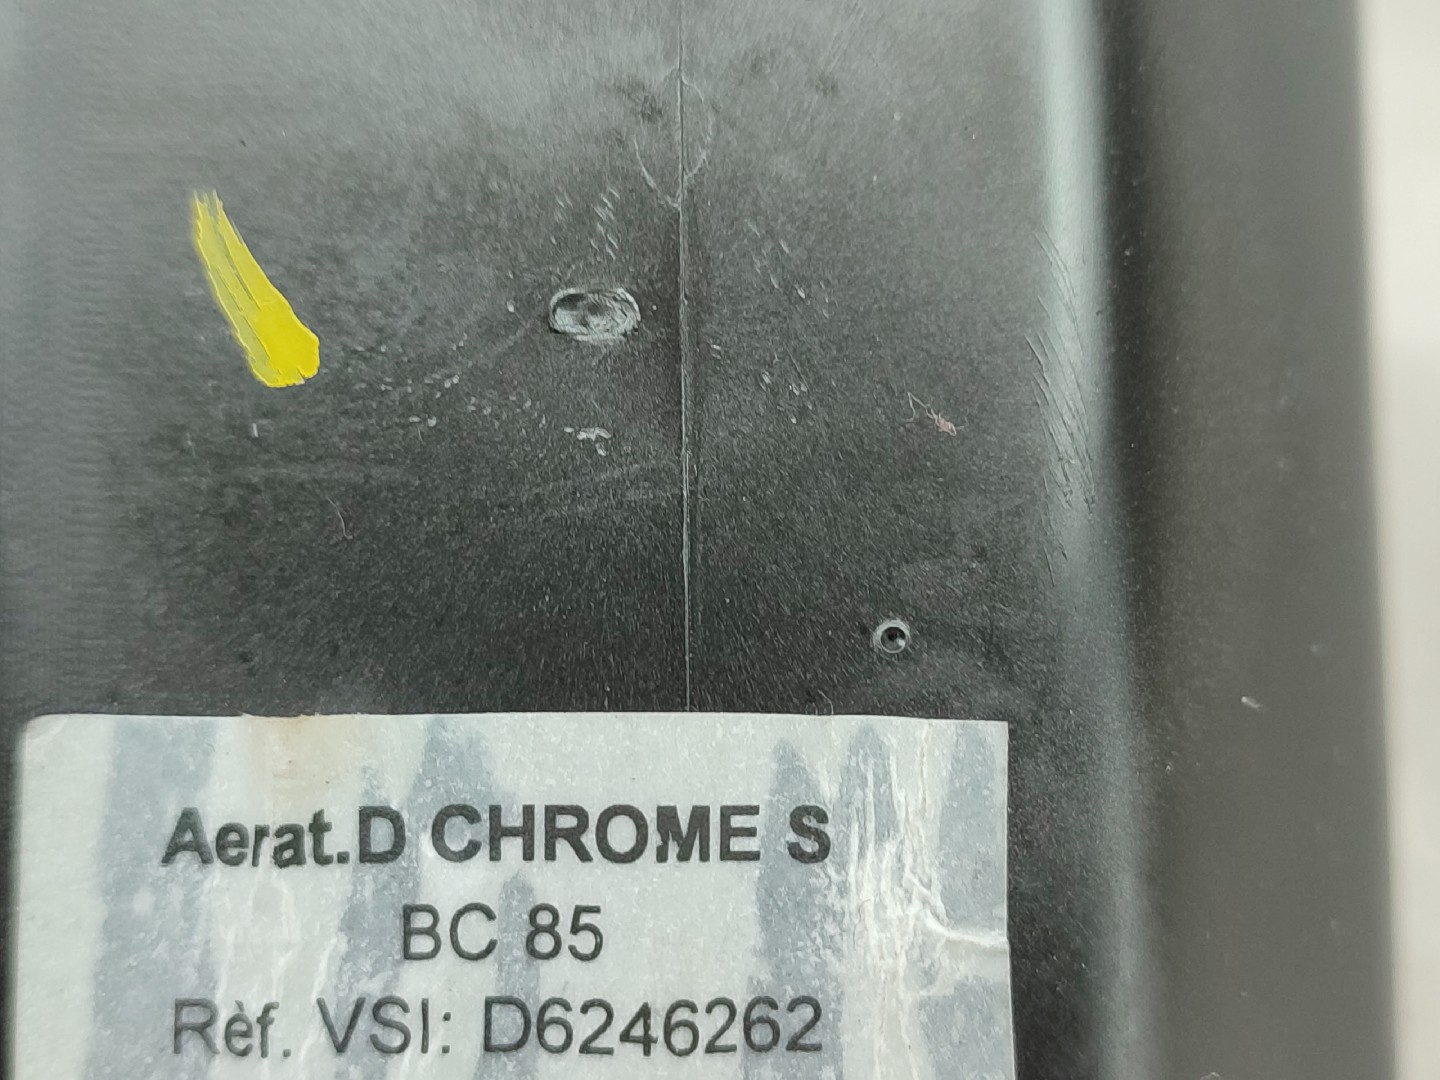 Aerat.D CHROME S
BC 85
Rèf. VSI: D6246262